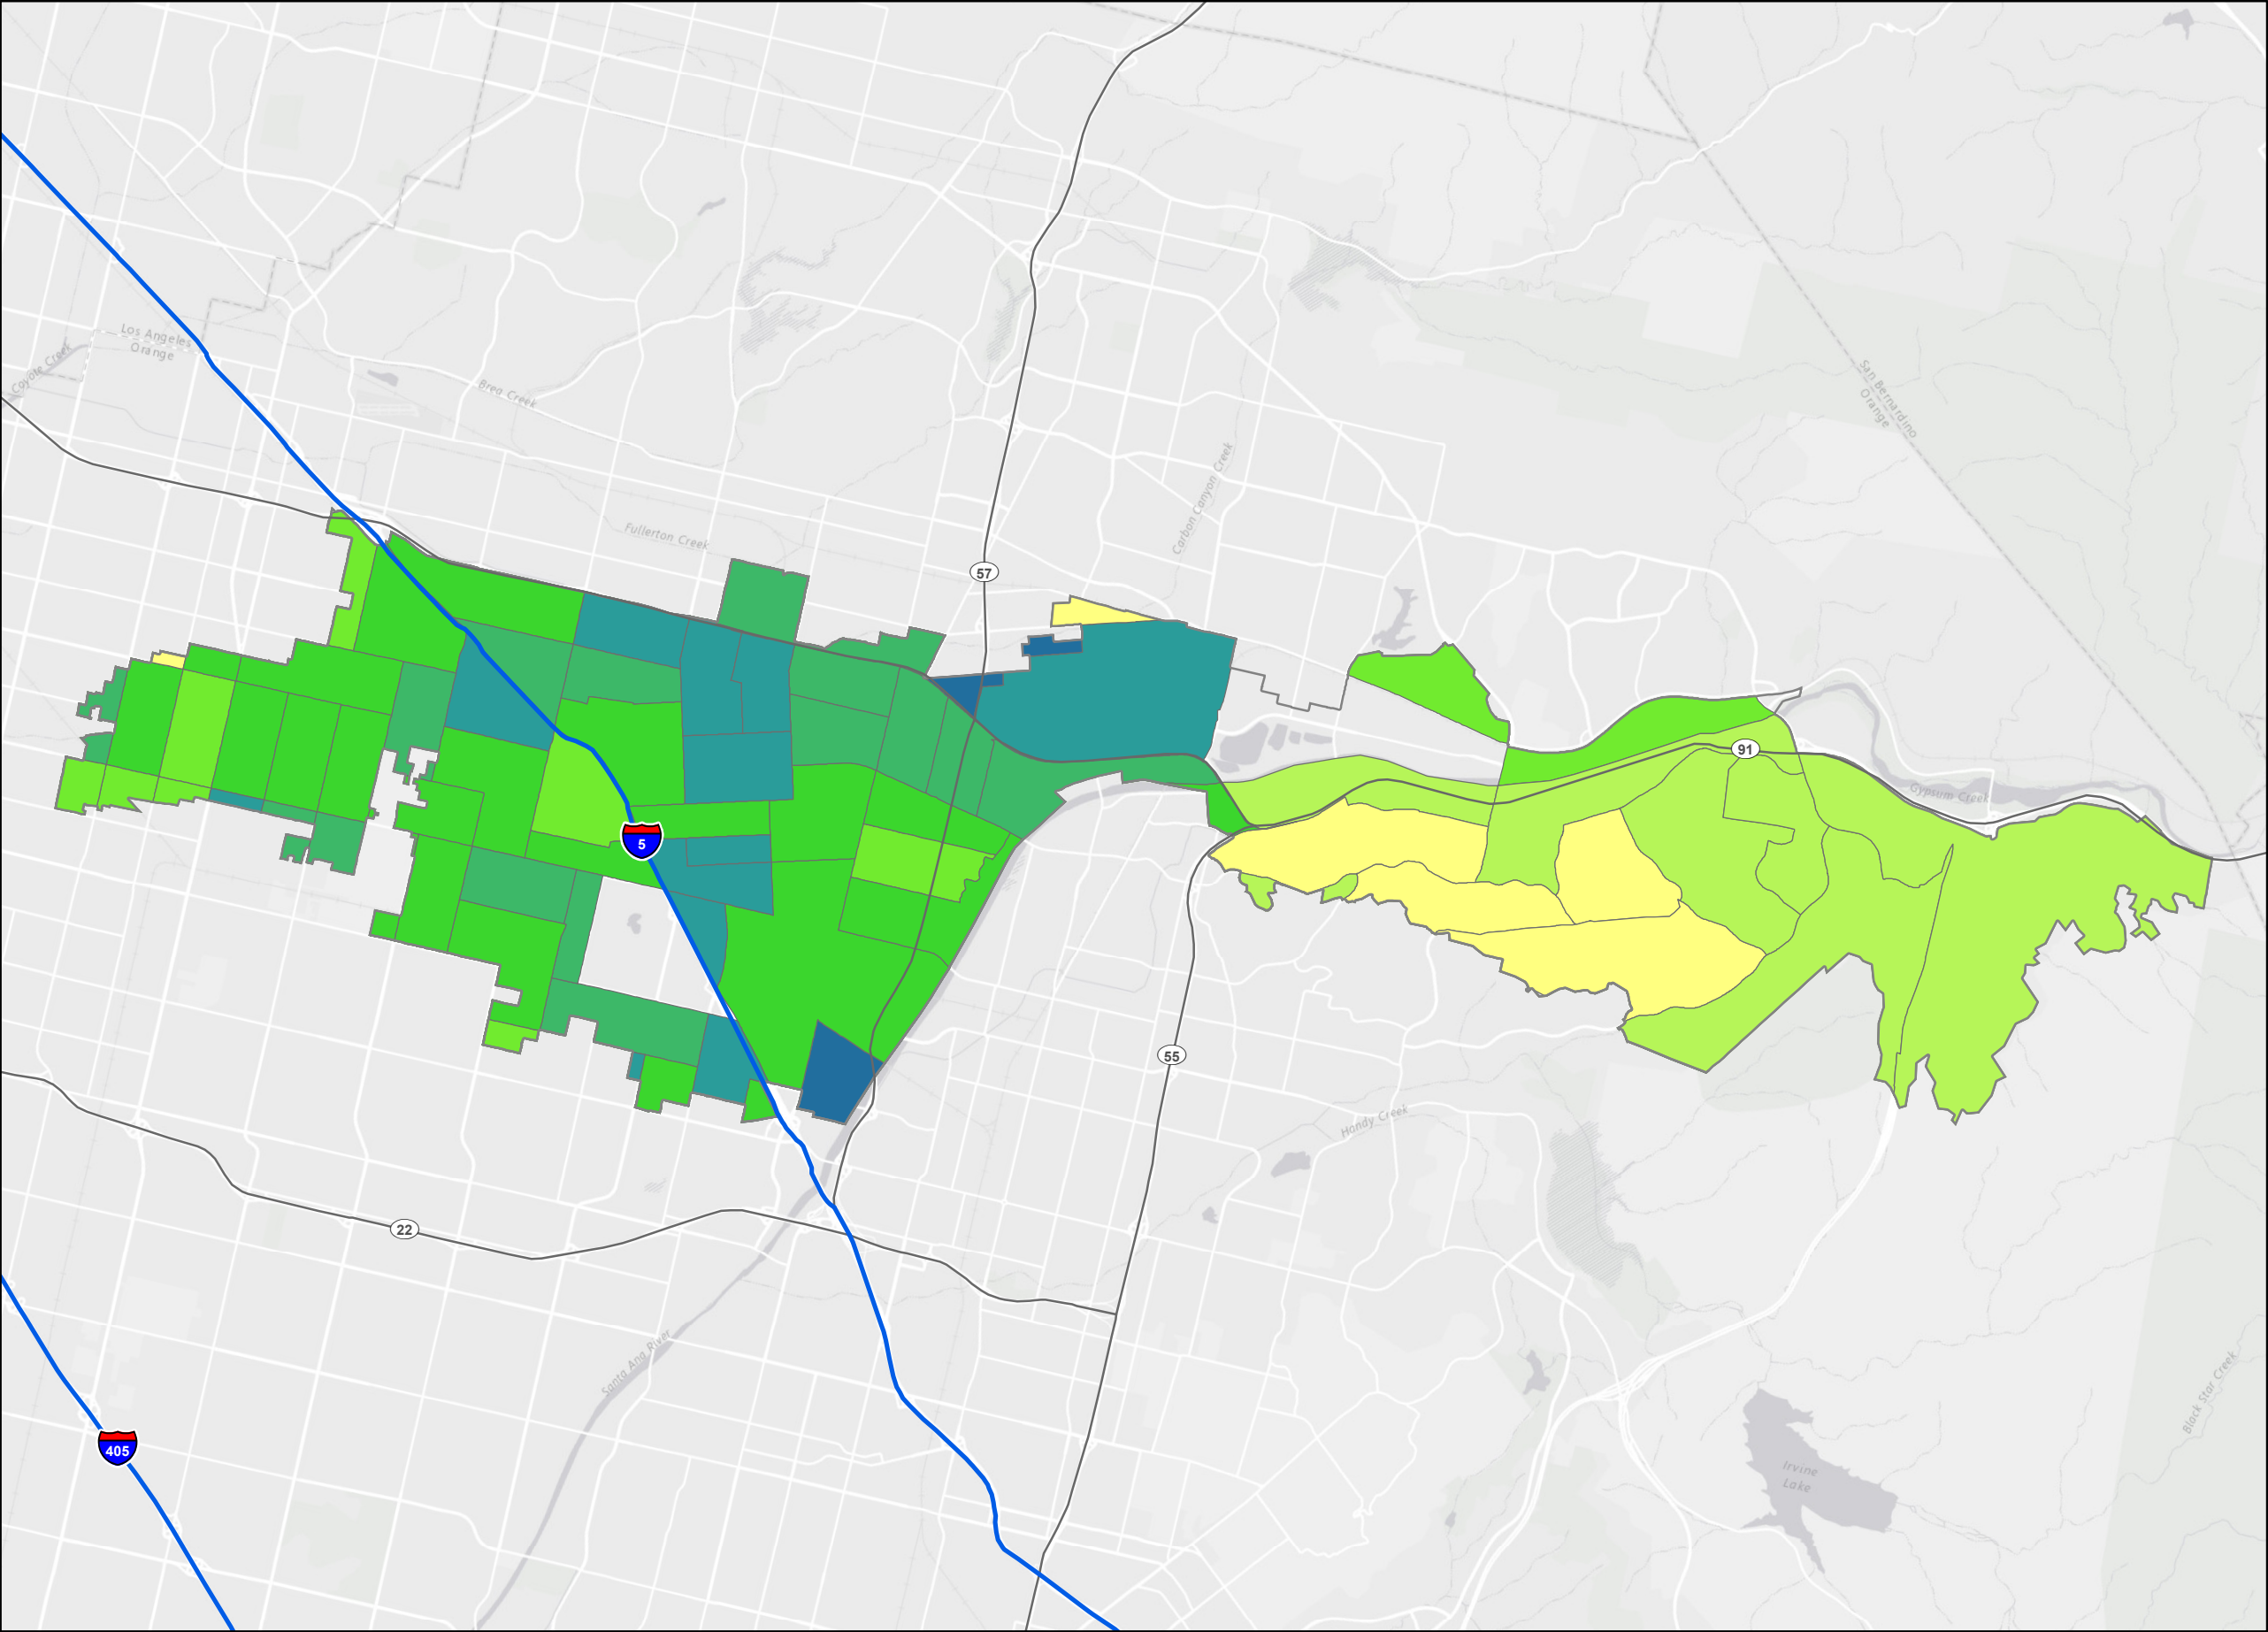 Los Angeles
Orange
Coyote Creek
Brea Creek
San Bernardino
Orange
Carbon Canyon Creek
Fullerton Creek
57
91
Gypsum Creek
5
55
Handy Creek
22
Santa Ana River
Black Star Creek
405
Irvine
Lake